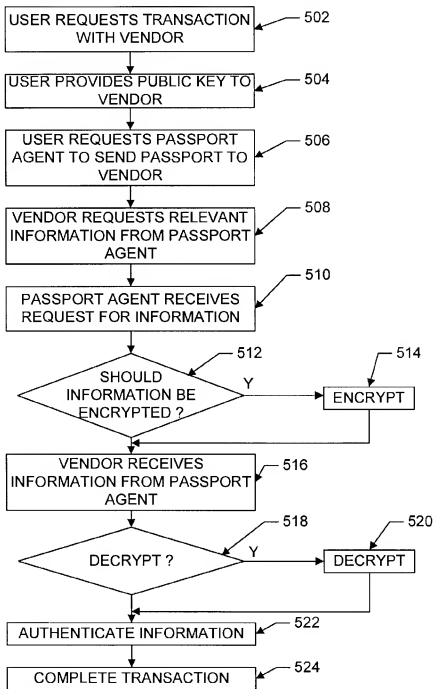 USER REQUESTS TRANSACTION
WITH VENDOR
502
USER PROVIDES PUBLIC KEY TO
VENDOR
504
USER REQUESTS PASSPORT
AGENT TO SEND PASSPORT TO
VENDOR
506
VENDOR REQUESTS RELEVANT
INFORMATION FROM PASSPORT
AGENT
508
PASSPORT AGENT RECEIVES
REQUEST FOR INFORMATION
510
SHOULD
INFORMATION BE
ENCRYPTED ?
512
Y
ENCRYPT
514
VENDOR RECEIVES
INFORMATION FROM PASSPORT
AGENT
516
DECRYPT ?
518
Y
DECRYPT
520
AUTHENTICATE INFORMATION
522
COMPLETE TRANSACTION
524